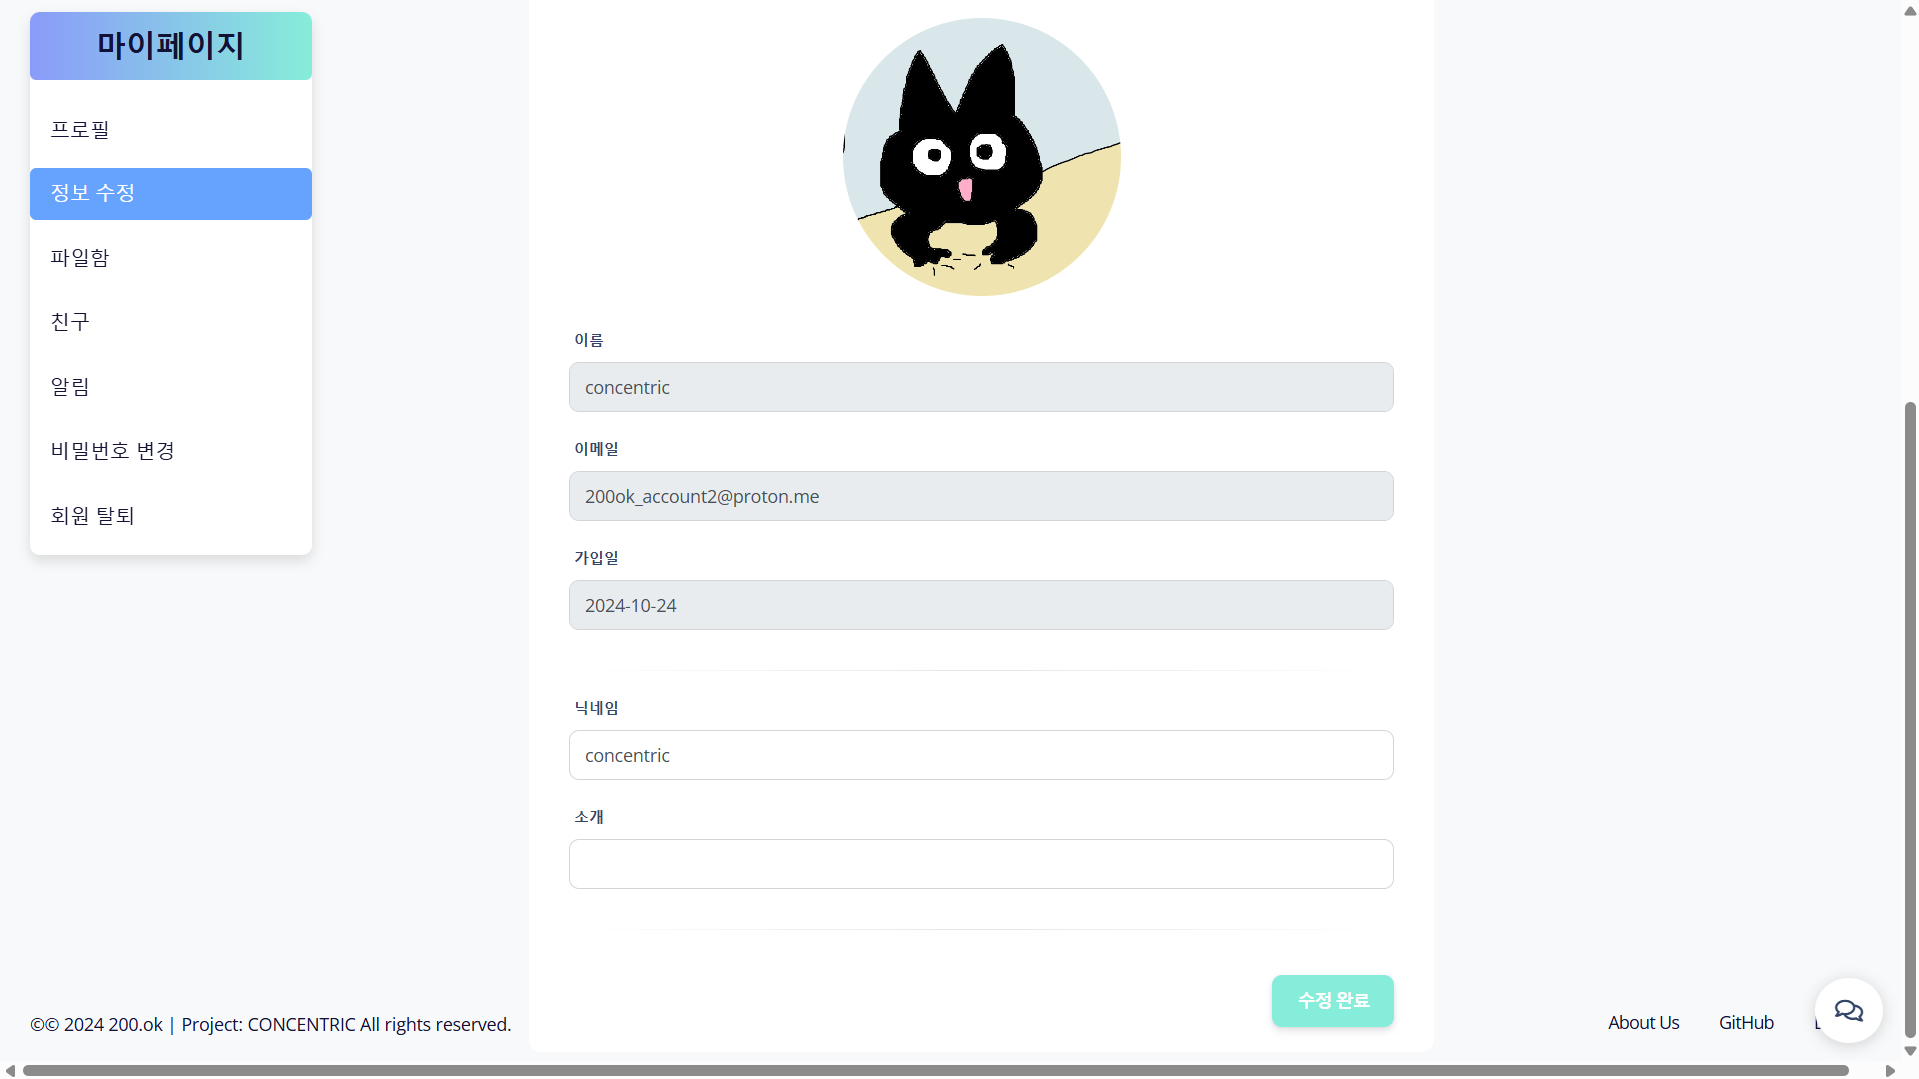 마이페이지
프로필
정보 수정
파일함
친구
알림
비밀번호 변경
회원 탈퇴
이름
concentric
이메일
200ok_account2@proton.me
가입일
2024-10-24
닉네임
concentric
소개
수정 완료
©© 2024 200.ok | Project: CONCENTRIC All rights reserved.
About Us
GitHub